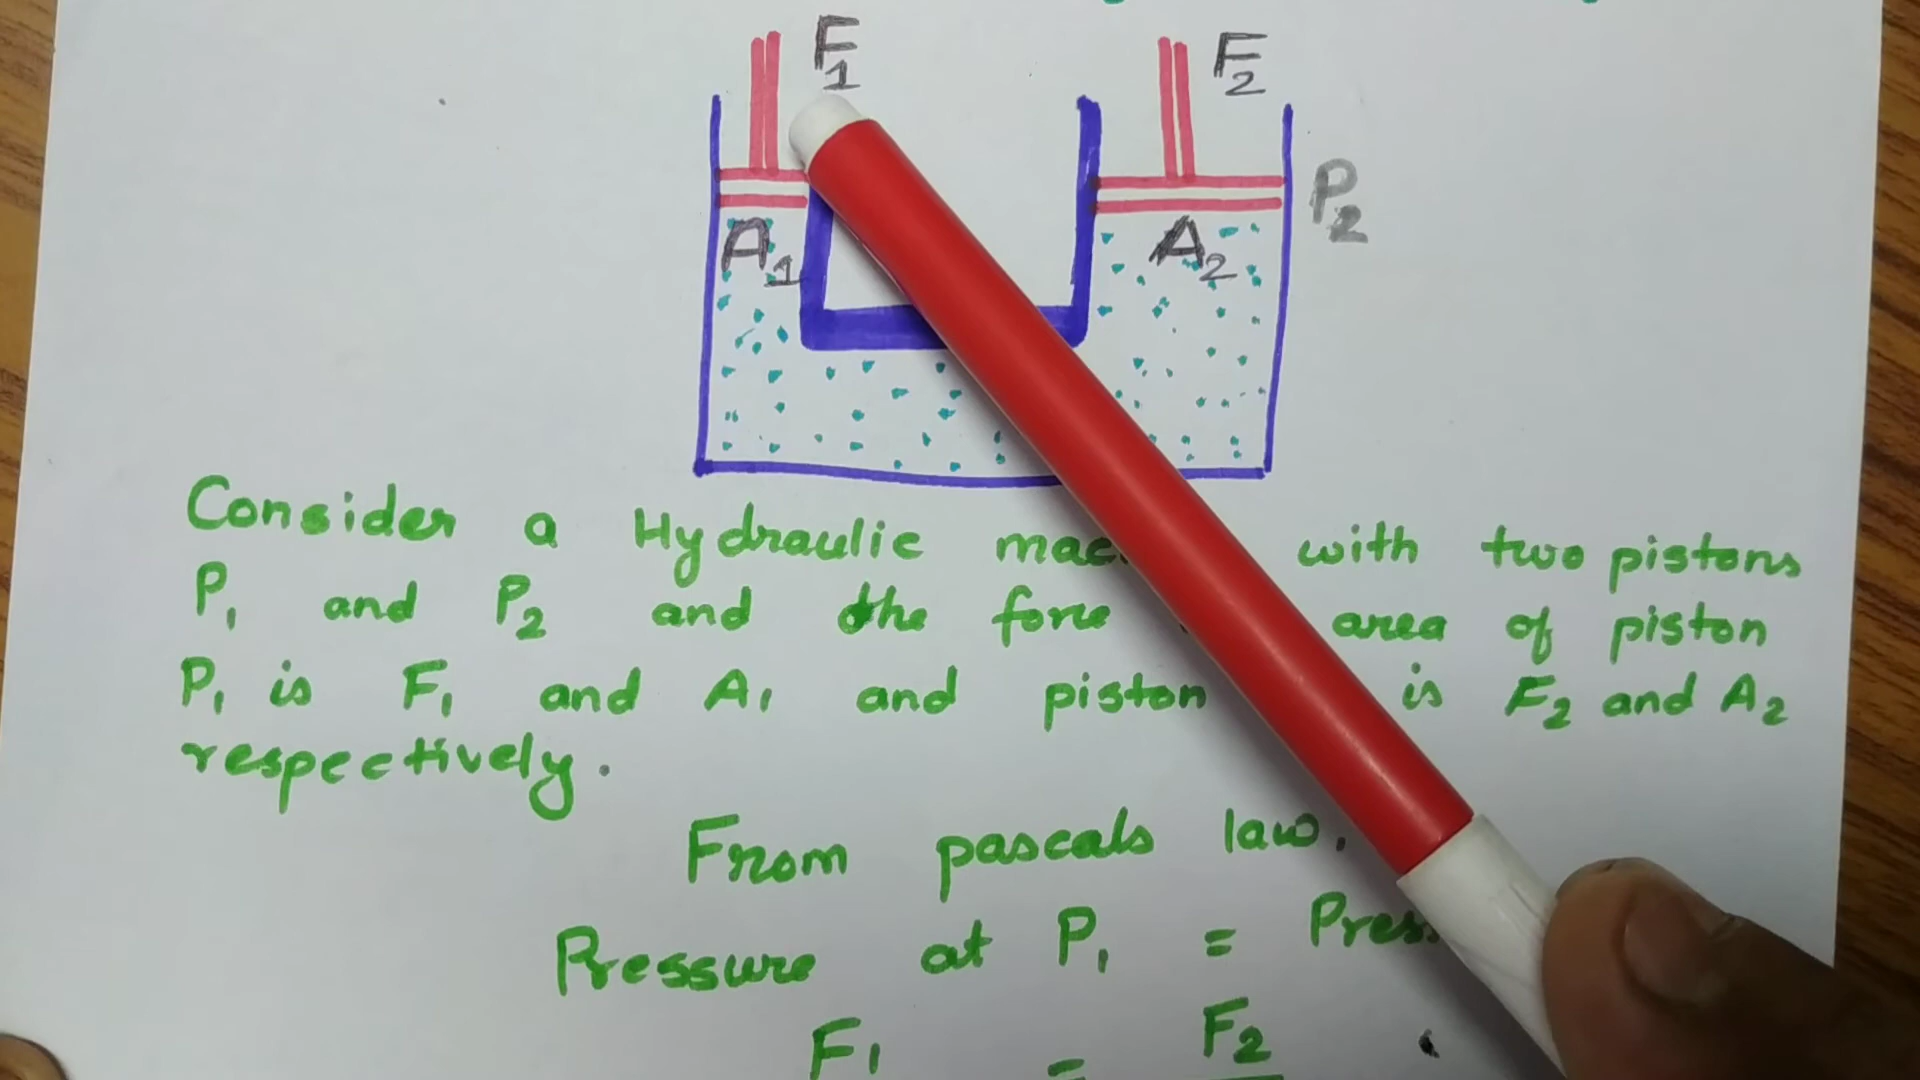 F1 F2
P2
A1 A2
Consider a Hydraulic with two pistons
P1 and P2 and the force area of piston
P1 is F1 and A1 and piston is F2 and A2
respectively.
From pascals law.
Pressure at P1 =
F1 = F2